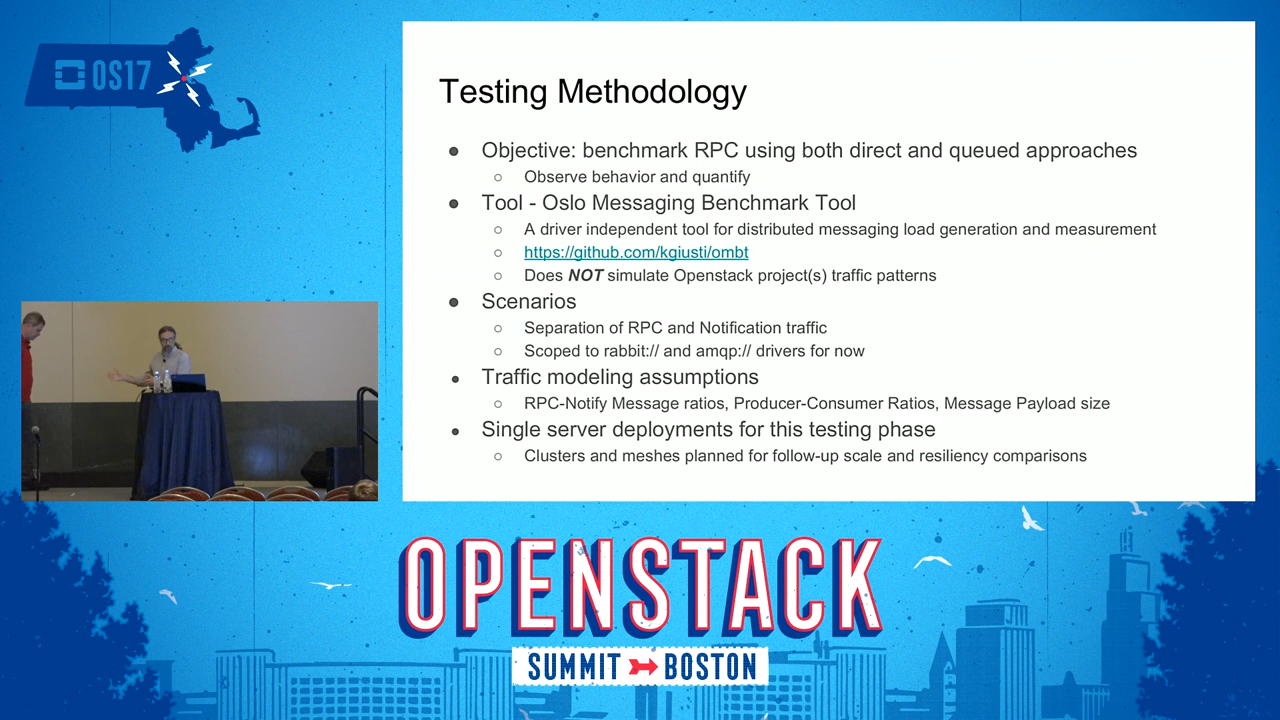 OS17
Testing Methodology
● Objective: benchmark RPC using both direct and queued approaches
○ Observe behavior and quantify
● Tool - Oslo Messaging Benchmark Tool
○ A driver independent tool for distributed messaging load generation and measurement
○ https://github.com/kgiusti/ombt
○ Does NOT simulate Openstack project(s) traffic patterns
● Scenarios
○ Separation of RPC and Notification traffic
○ Scoped to rabbit:// and amqp:// drivers for now
● Traffic modeling assumptions
○ RPC-Notify Message ratios, Producer-Consumer Ratios, Message Payload size
● Single server deployments for this testing phase
○ Clusters and meshes planned for follow-up scale and resiliency comparisons
OPENSTACK
SUMMIT BOSTON